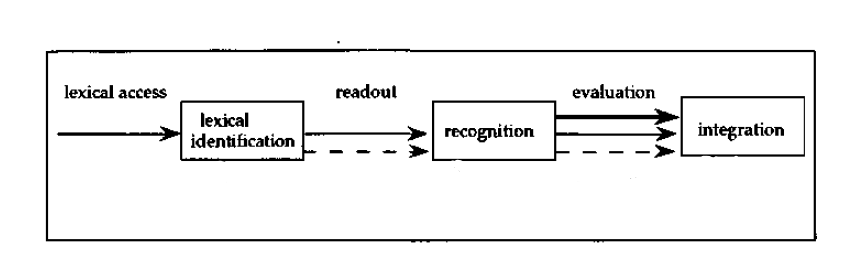 lexical access
readout
evaluation
lexical
identification
recognition
integration